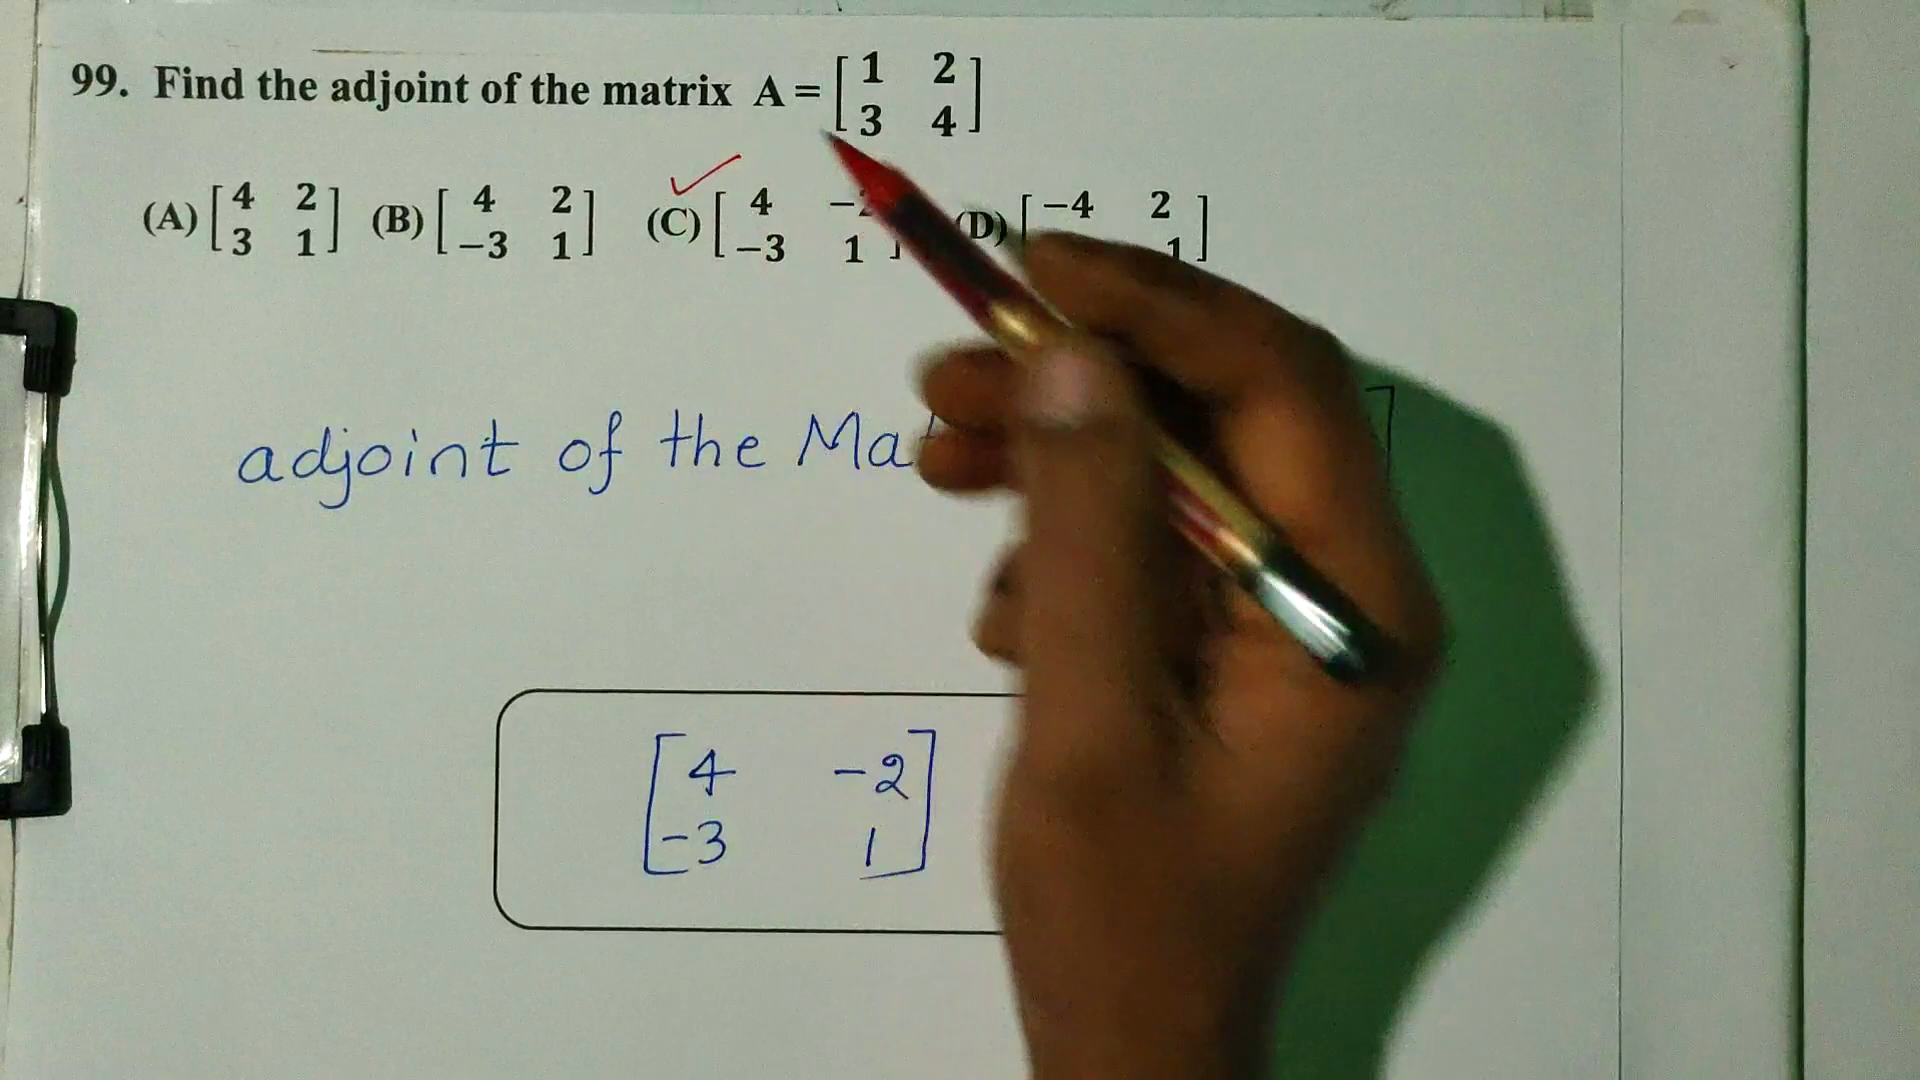 99. Find the adjoint of the matrix A = [1 2
3 4]
(A) [4 2 (B) [4 2 (C) [4 (D) [-4 2
3 1] -3 1] -3 1] 1]
adjoint of the
[4 -2
-3 1]